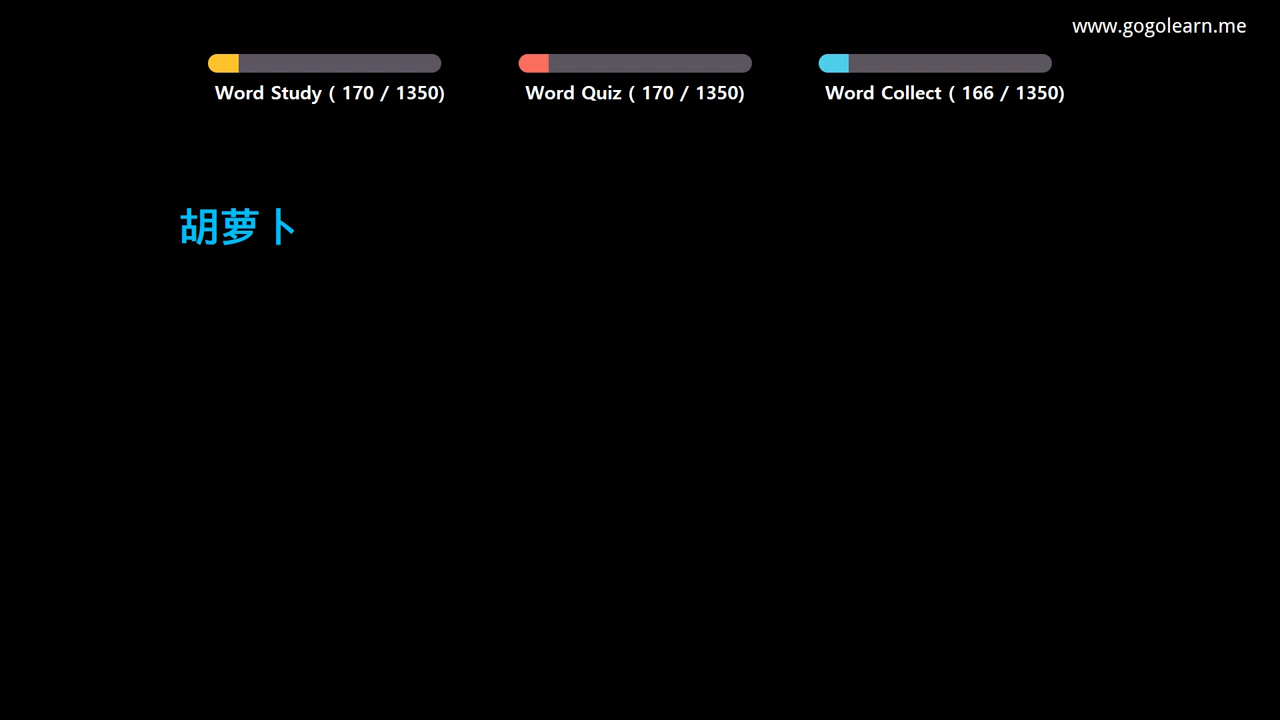 www.gogolearn.me
Word Study ( 170 / 1350)
Word Quiz ( 170 / 1350)
Word Collect ( 166 / 1350)
胡萝卜